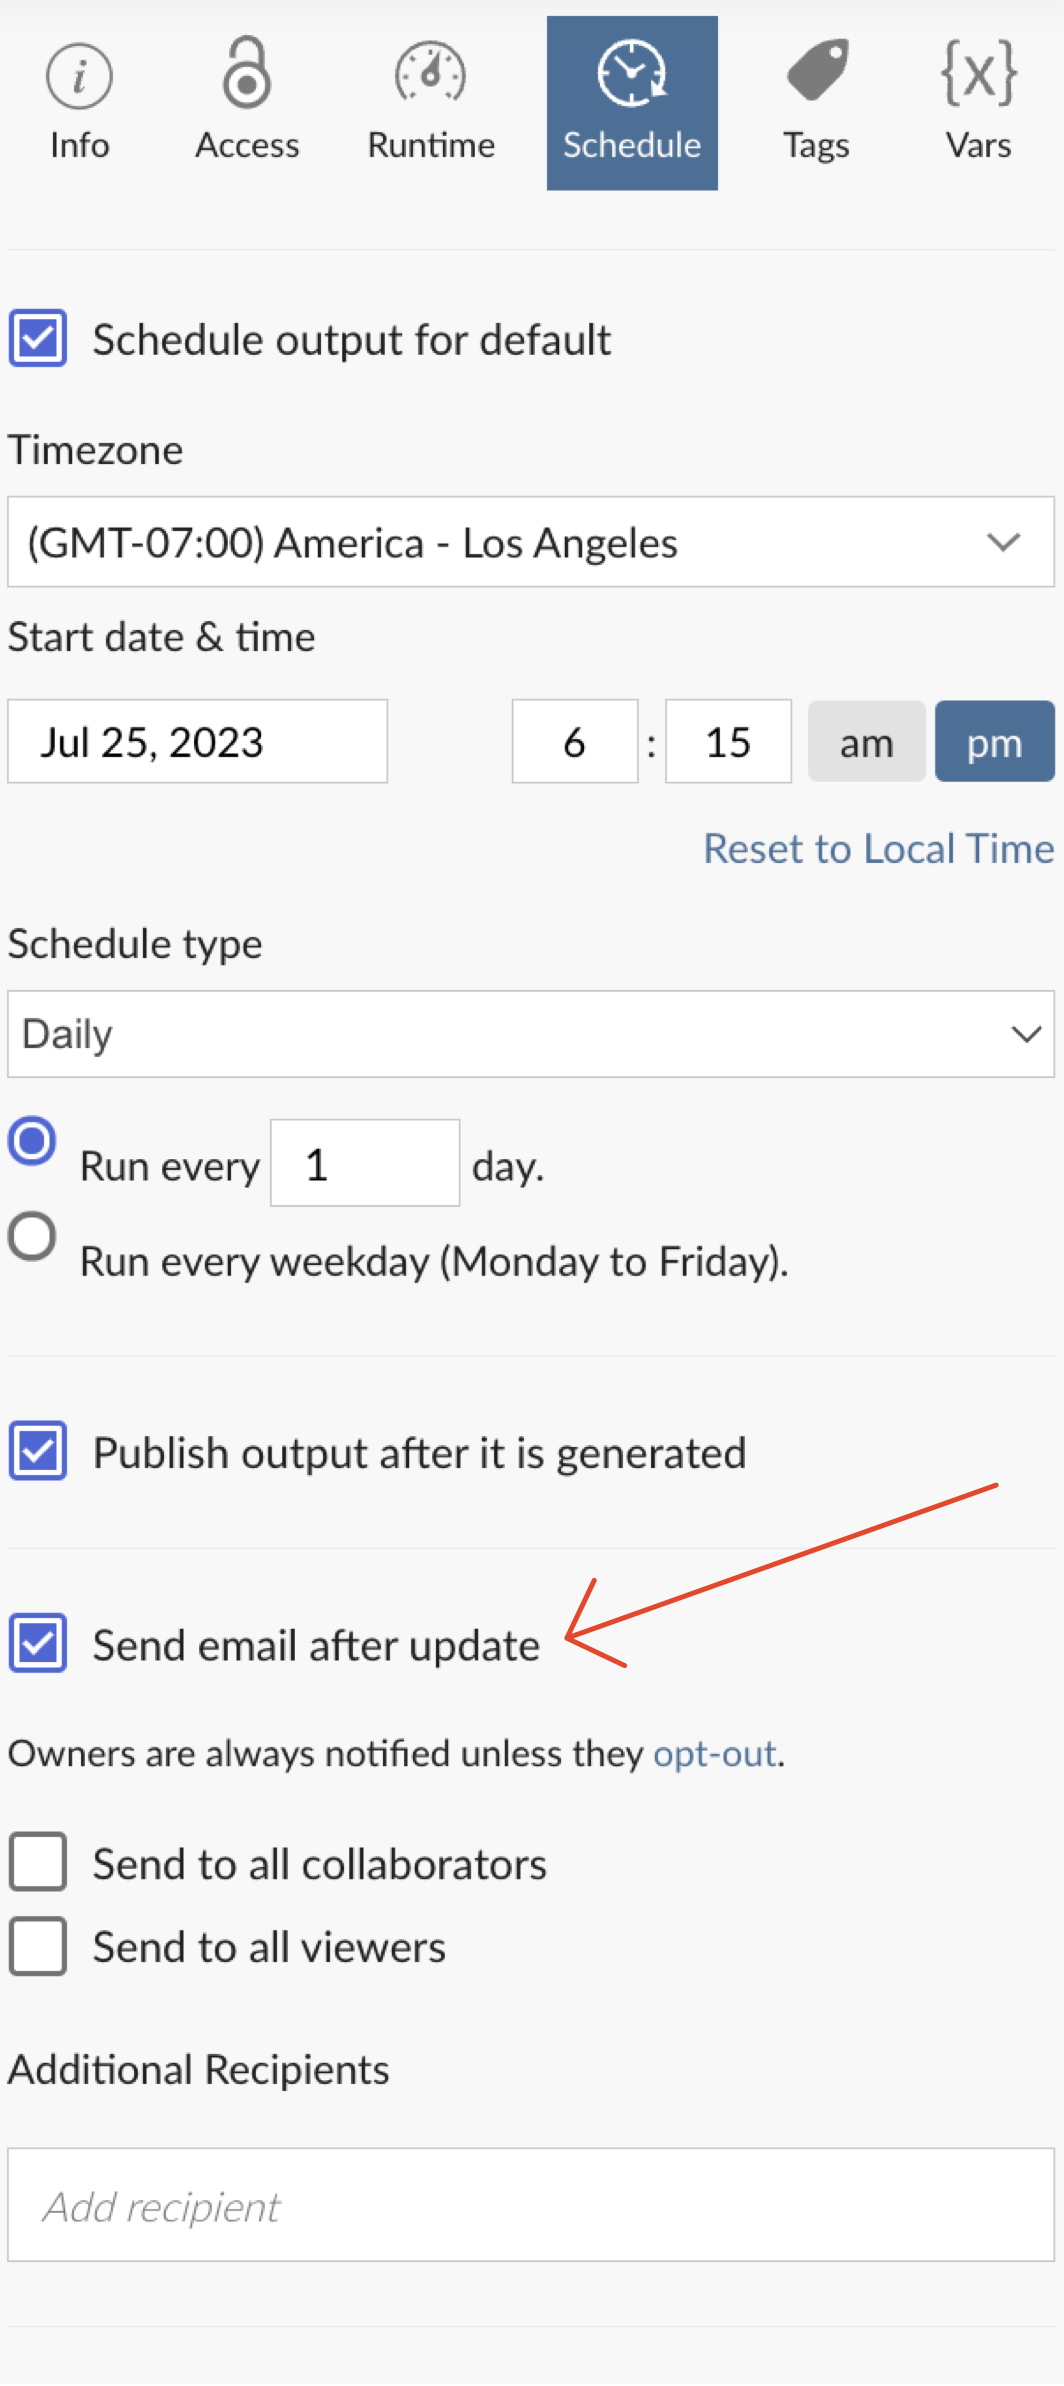 i
Info Access Runtime Schedule Tags {x} Vars
Schedule output for default
Timezone
(GMT-07:00) America - Los Angeles
Start date & time
Jul 25, 2023 6 : 15 am pm
Reset to Local Time
Schedule type
Daily
Run every 1 day.
Run every weekday (Monday to Friday).
Publish output after it is generated
Send email after update
Owners are always notified unless they opt-out.
Send to all collaborators
Send to all viewers
Additional Recipients
Add recipient